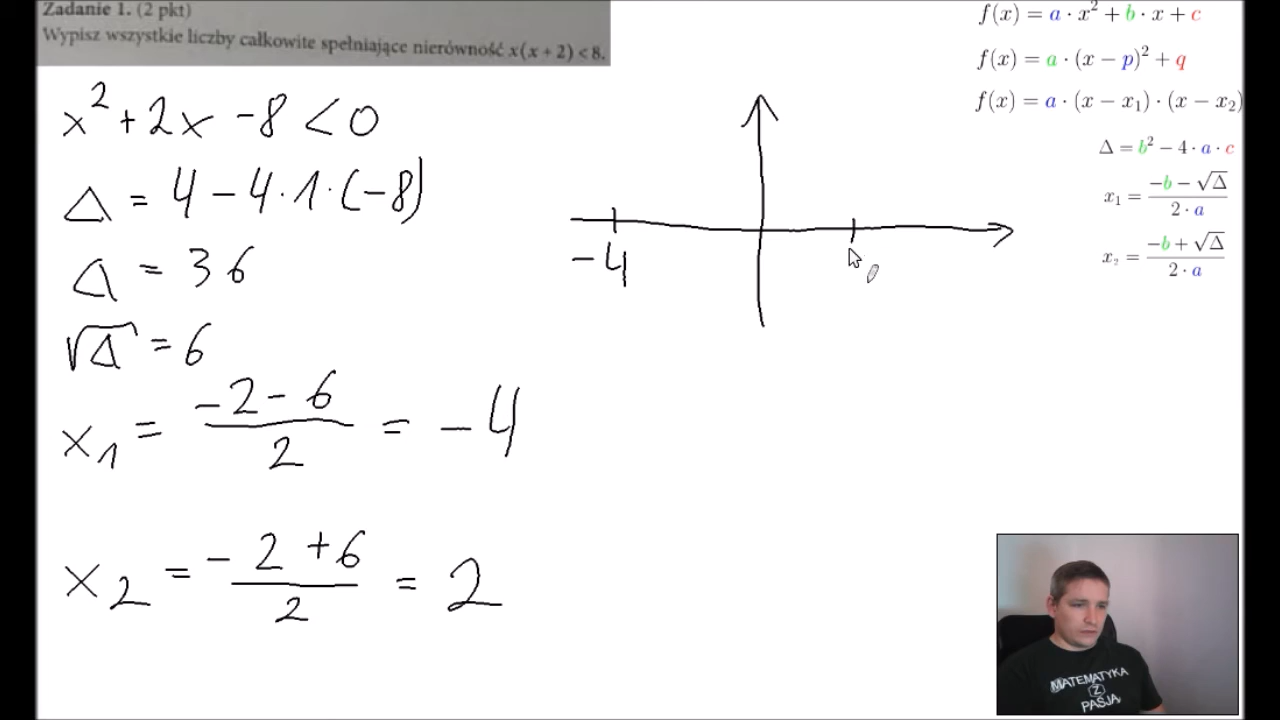 Zadanie 1. (2 pkt)
Wypisz wszystkie liczby całkowite spełniające nierówność x(x + 2) < 8.
x² + 2x - 8 < 0
Δ = 4 - 4 · 1 · (-8)
Δ = 36
√Δ = 6
x₁ = (-2 - 6)/2 = -4
x₂ = (-2 + 6)/2 = 2
-4
f(x) = a · x² + b · x + c
f(x) = a · (x − p)² + q
f(x) = a · (x − x₁) · (x − x₂)
Δ = b² − 4 · a · c
x₁ = (−b − √Δ)/(2 · a)
x₂ = (−b + √Δ)/(2 · a)
MATEMATYKA
Z
PASJĄ